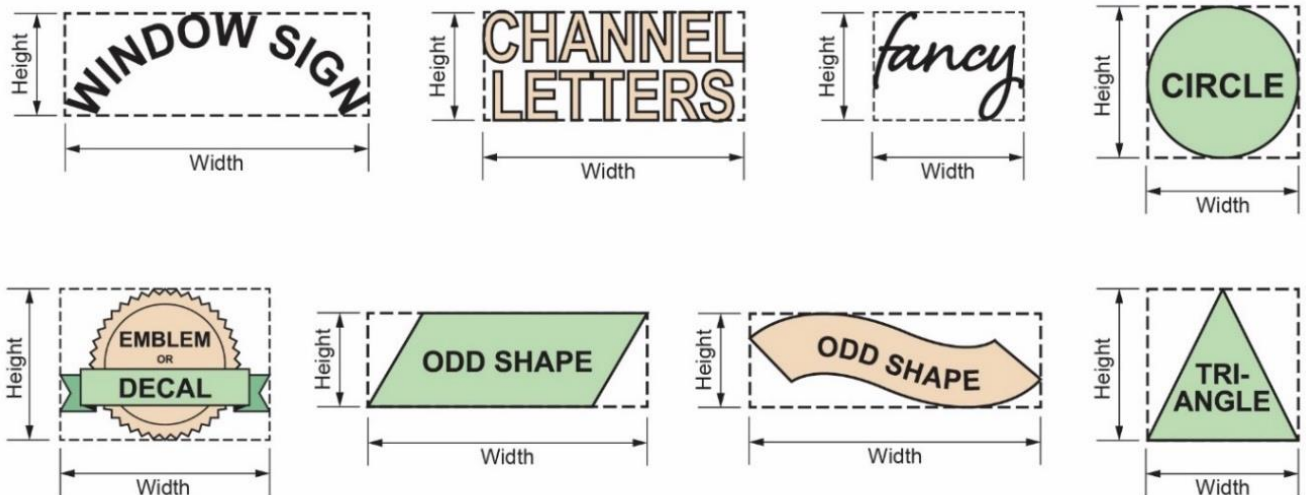 Height
WINDOW SIGN
Width
Height
CHANNEL
LETTERS
Width
Height
fancy
Width
Height
CIRCLE
Width
Height
EMBLEM
OR
DECAL
Width
Height
ODD SHAPE
Width
Height
ODD SHAPE
Width
Height
TRI-
ANGLE
Width